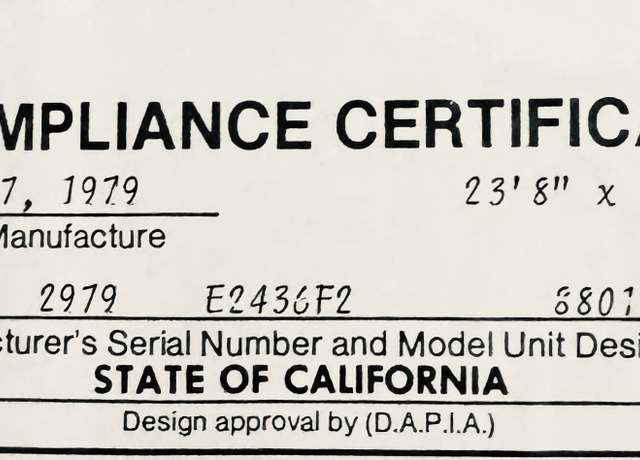 MPLIANCE CERTIFICA
7, 1979 23'8" x
Manufacture
2979 E2436F2 6801
cturer's Serial Number and Model Unit Desi
STATE OF CALIFORNIA
Design approval by (D.A.P.I.A.)